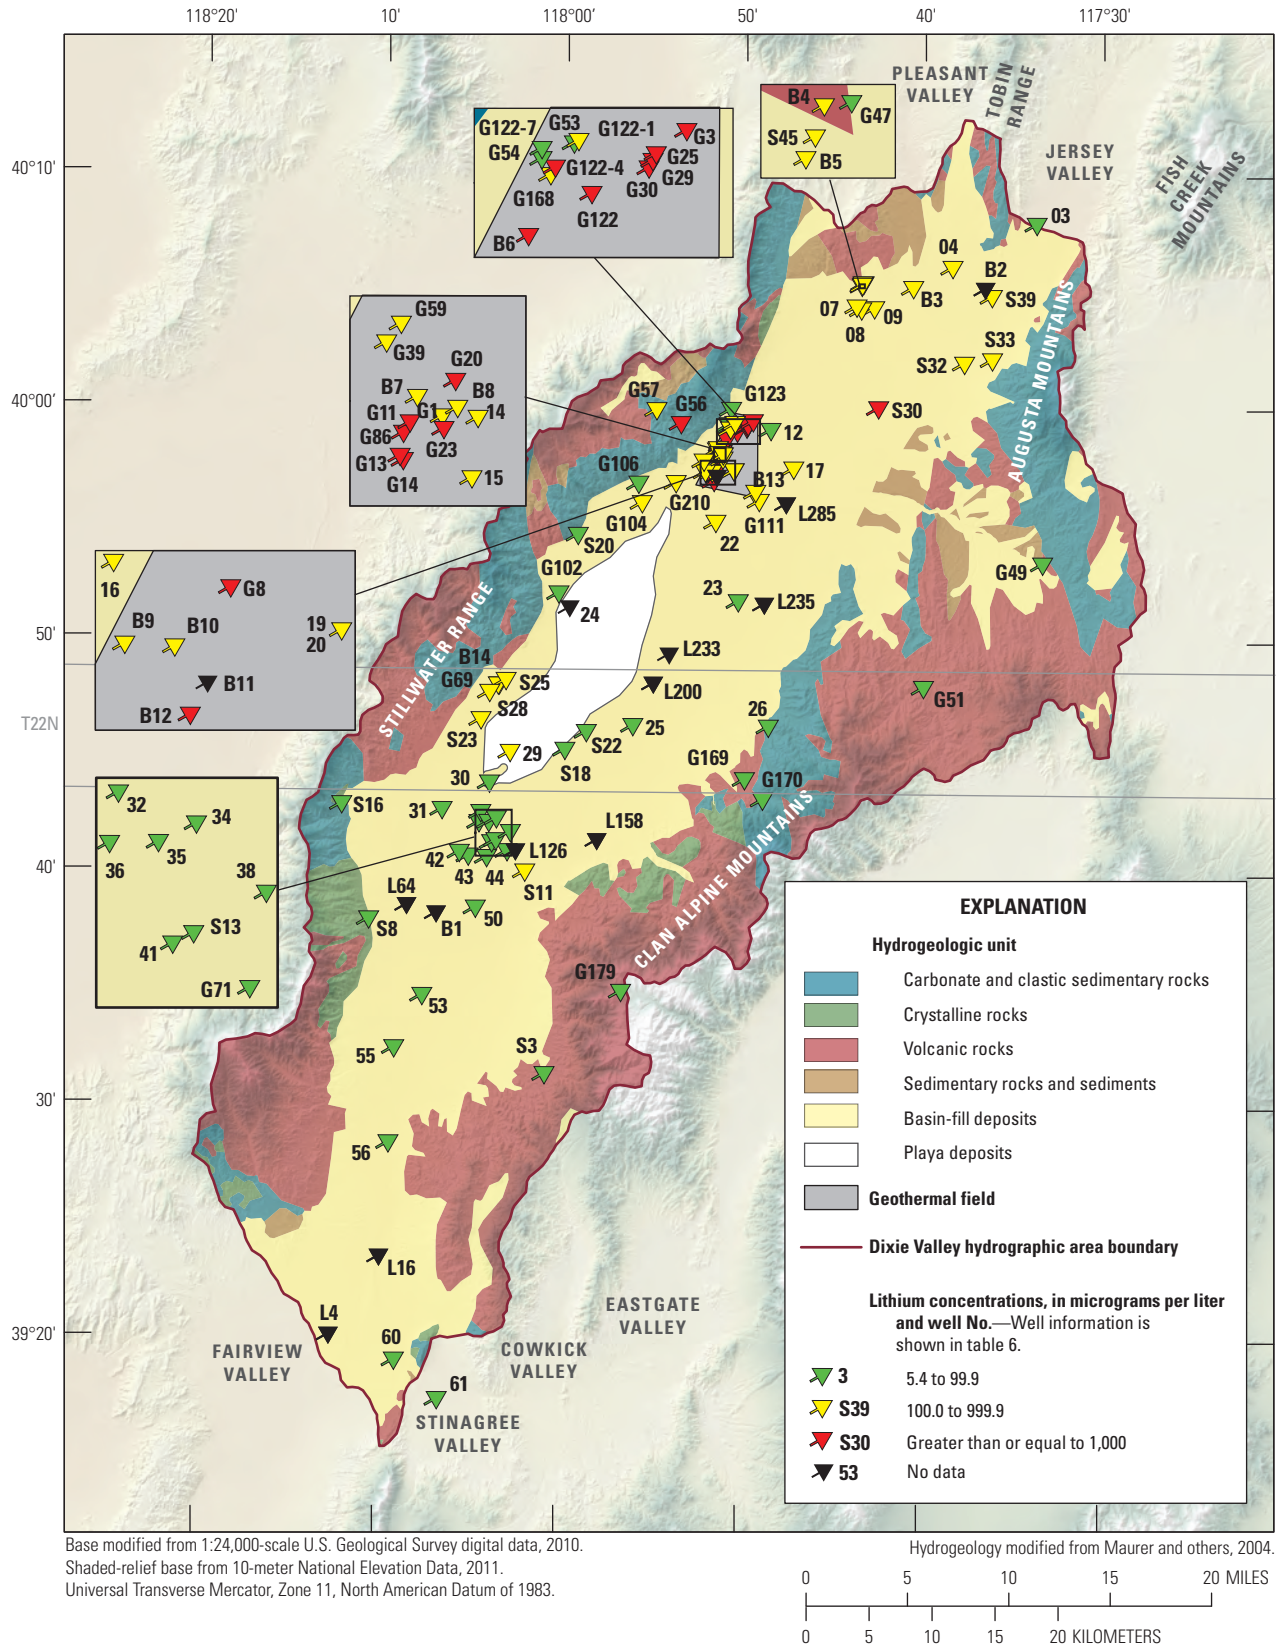 118°20'
10'
118°00'
50'
40'
117°30'
PLEASANT
VALLEY
TOBIN
RANGE
JERSEY
VALLEY
FISH
CREEK
MOUNTAINS
B4
G47
S45
B5
G122-7
G53
G122-1
G3
G54
G25
G122-4
G29
G168
G30
G122
B6
40°10'
03
04
B2
07
B3
S39
08
09
S33
S32
AUGUSTA MOUNTAINS
G59
G39
G20
B7
B8
G11
G1
14
G86
G23
G13
G14
15
40°00'
G57
G56
G123
12
S30
G106
B13
17
G210
G104
G111
L285
22
S20
G102
G49
23
L235
24
16
G8
B9
B10
19
20
B11
B12
50'
STILLWATER RANGE
B14
L233
G69
S25
L200
S28
G51
T22N
S23
26
25
S22
29
S18
G169
30
G170
32
34
36
35
38
S13
41
G71
S16
31
L158
L126
42
43
44
40'
S11
L64
S8
B1
50
CLAN ALPINE MOUNTAINS
G179
53
55
S3
30'
56
L16
L4
39°20'
60
61
FAIRVIEW
VALLEY
EASTGATE
VALLEY
COWKICK
VALLEY
STINAGREE
VALLEY
EXPLANATION
Hydrogeologic unit
Carbonate and clastic sedimentary rocks
Crystalline rocks
Volcanic rocks
Sedimentary rocks and sediments
Basin-fill deposits
Playa deposits
Geothermal field
Dixie Valley hydrographic area boundary
Lithium concentrations, in micrograms per liter
and well No.—Well information is
shown in table 6.
3 5.4 to 99.9
S39 100.0 to 999.9
S30 Greater than or equal to 1,000
53 No data
Base modified from 1:24,000-scale U.S. Geological Survey digital data, 2010.
Shaded-relief base from 10-meter National Elevation Data, 2011.
Universal Transverse Mercator, Zone 11, North American Datum of 1983.
Hydrogeology modified from Maurer and others, 2004.
0 5 10 15 20 MILES
0 5 10 15 20 KILOMETERS